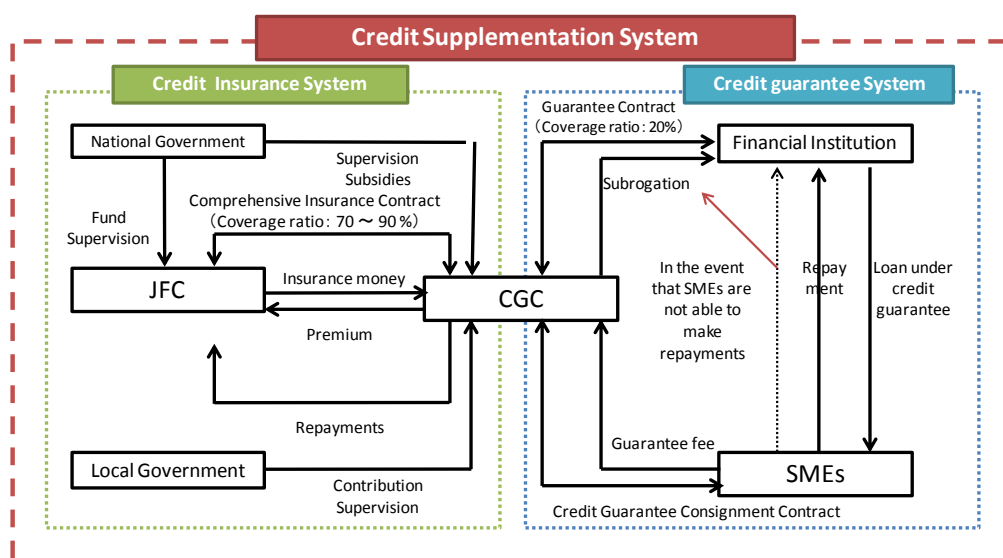 Credit Supplementation System
Credit Insurance System
Credit guarantee System
National Government
Supervision
Subsidies
Comprehensive Insurance Contract
(Coverage ratio: 70 ～ 90 %)
Fund
Supervision
JFC
Insurance money
Premium
CGC
Repayments
Local Government
Contribution
Supervision
Guarantee Contract
(Coverage ratio: 20%)
Financial Institution
Subrogation
In the event
that SMEs are
not able to
make
repayments
Repay
ment
Loan under
credit
guarantee
Guarantee fee
SMEs
Credit Guarantee Consignment Contract